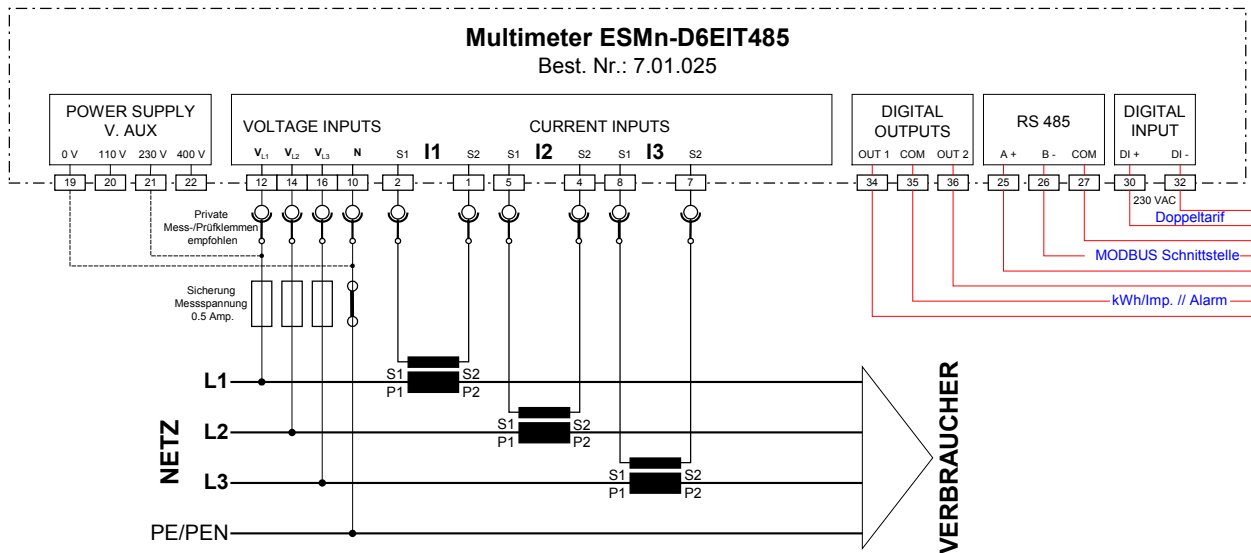 Multimeter ESMn-D6EIT485
Best. Nr.: 7.01.025
POWER SUPPLY
V. AUX
0 V 110 V 230 V 400 V
VOLTAGE INPUTS
VL1 VL2 VL3 N
CURRENT INPUTS
S1 I1 S2 S1 I2 S2 S1 I3 S2
DIGITAL
OUTPUTS
OUT 1 COM OUT 2
RS 485
A + B - COM
DIGITAL
INPUT
DI + DI -
19 20 21 22 12 14 16 10 2 1 5 4 8 7 34 35 36 25 26 27 30 32
230 VAC
Doppeltarif
Private
Mess-/Prüfklemmen
empfohlen
MODBUS Schnittstelle
Sicherung
Messspannung
0.5 Amp.
kWh/Imp. // Alarm
NETZ
L1
S1 S2
P1 P2
L2
S1 S2
P1 P2
L3
S1 S2
P1 P2
PE/PEN
VERBRAUCHER